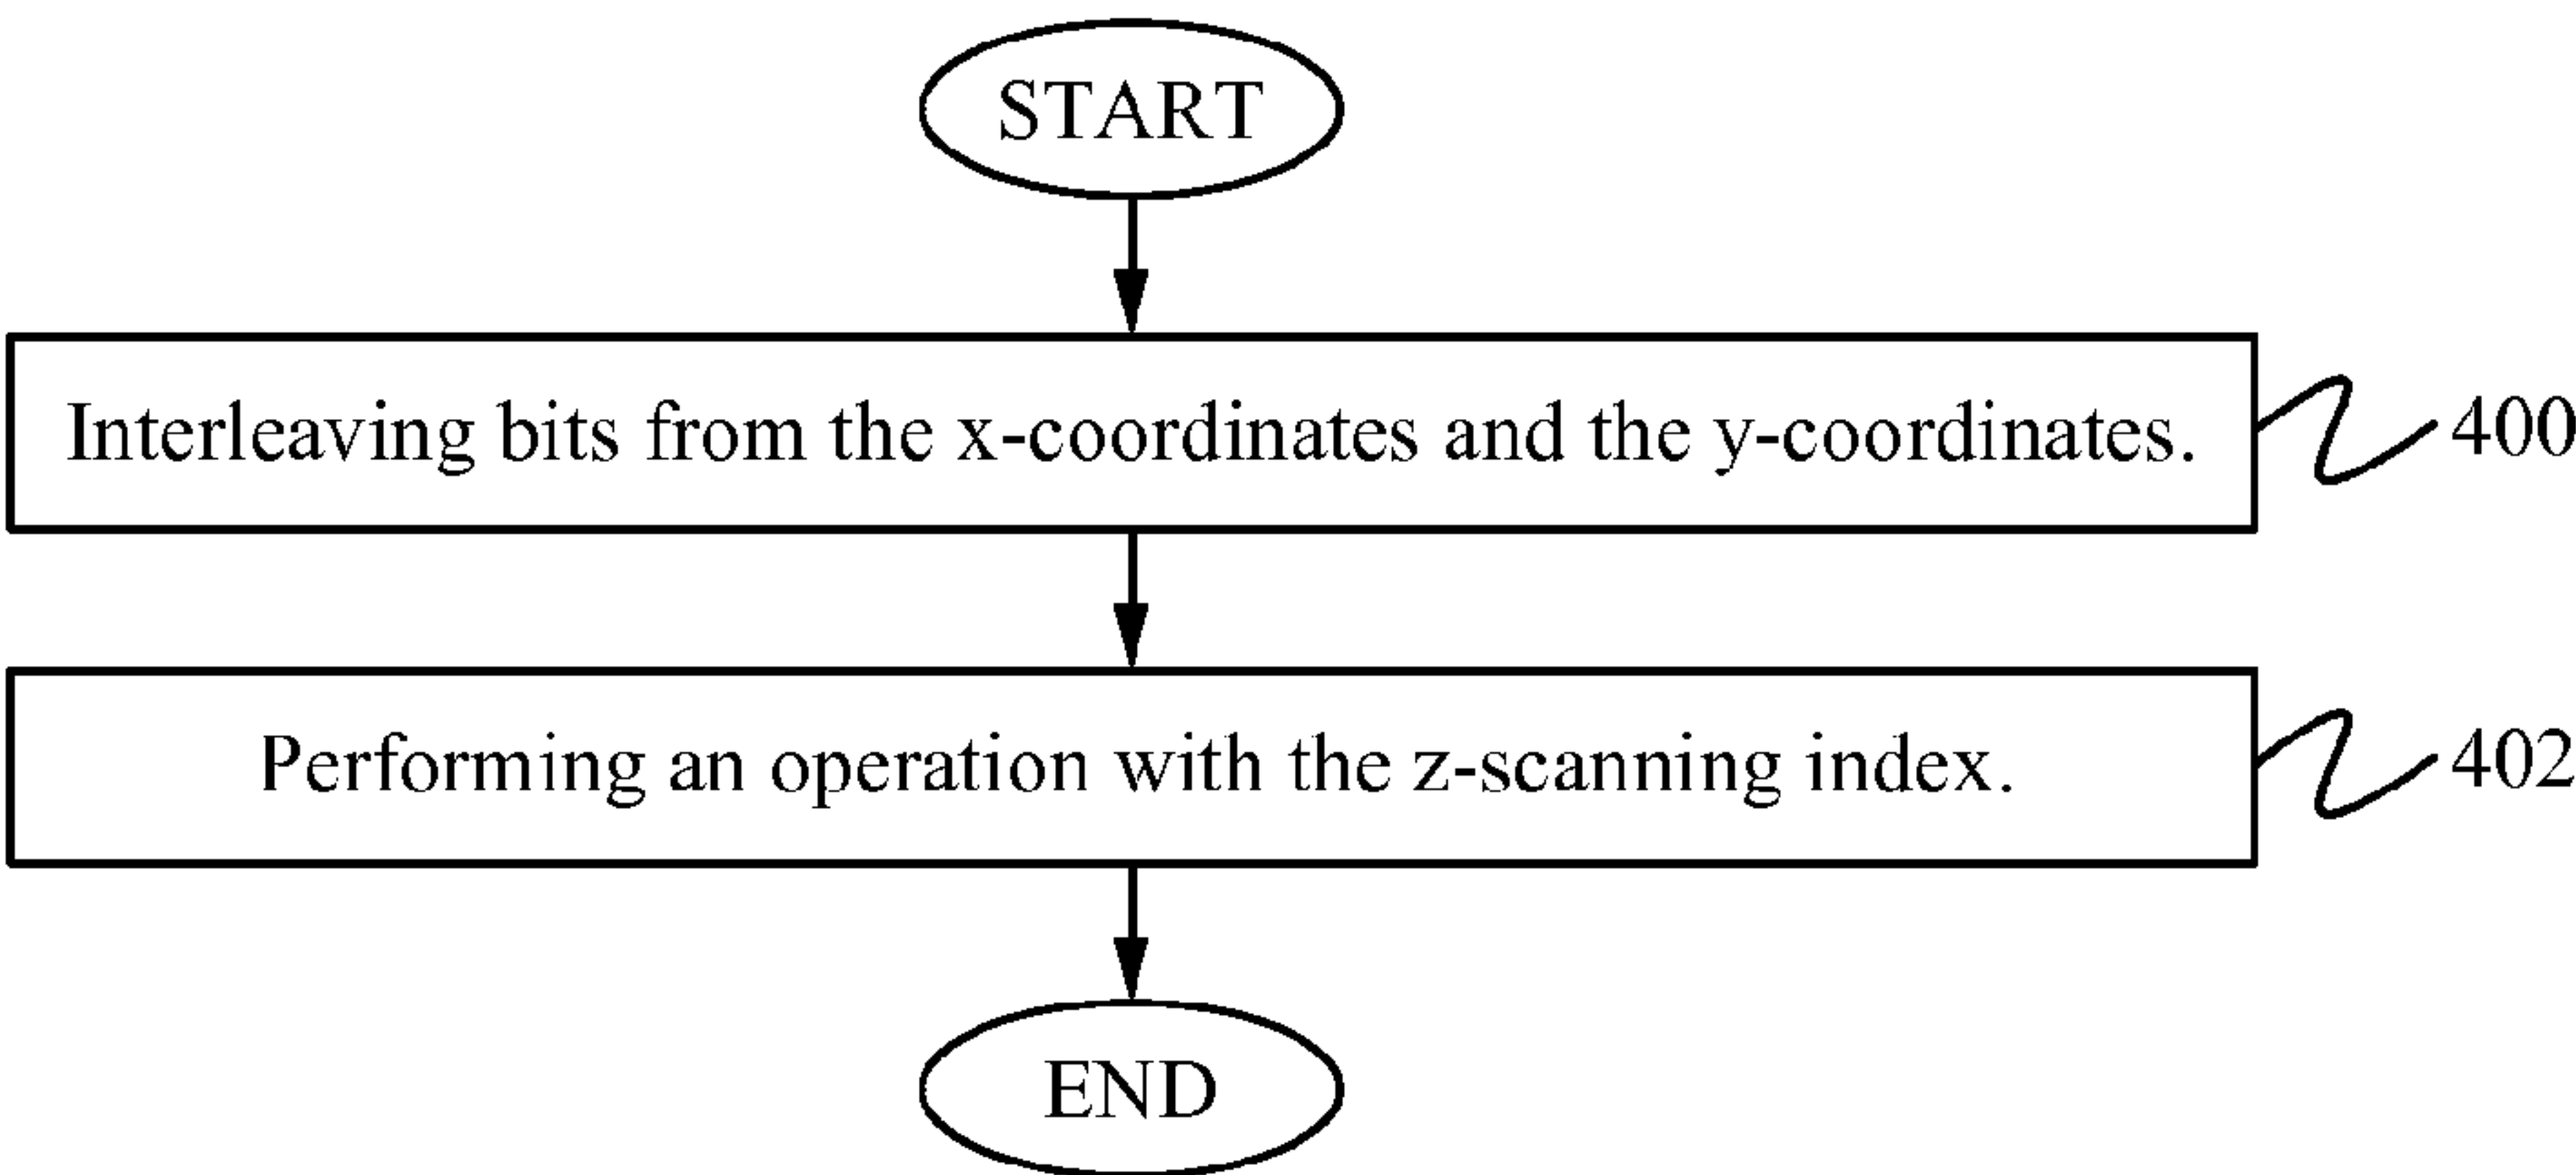 START
Interleaving bits from the x-coordinates and the y-coordinates.
400
Performing an operation with the z-scanning index.
402
END